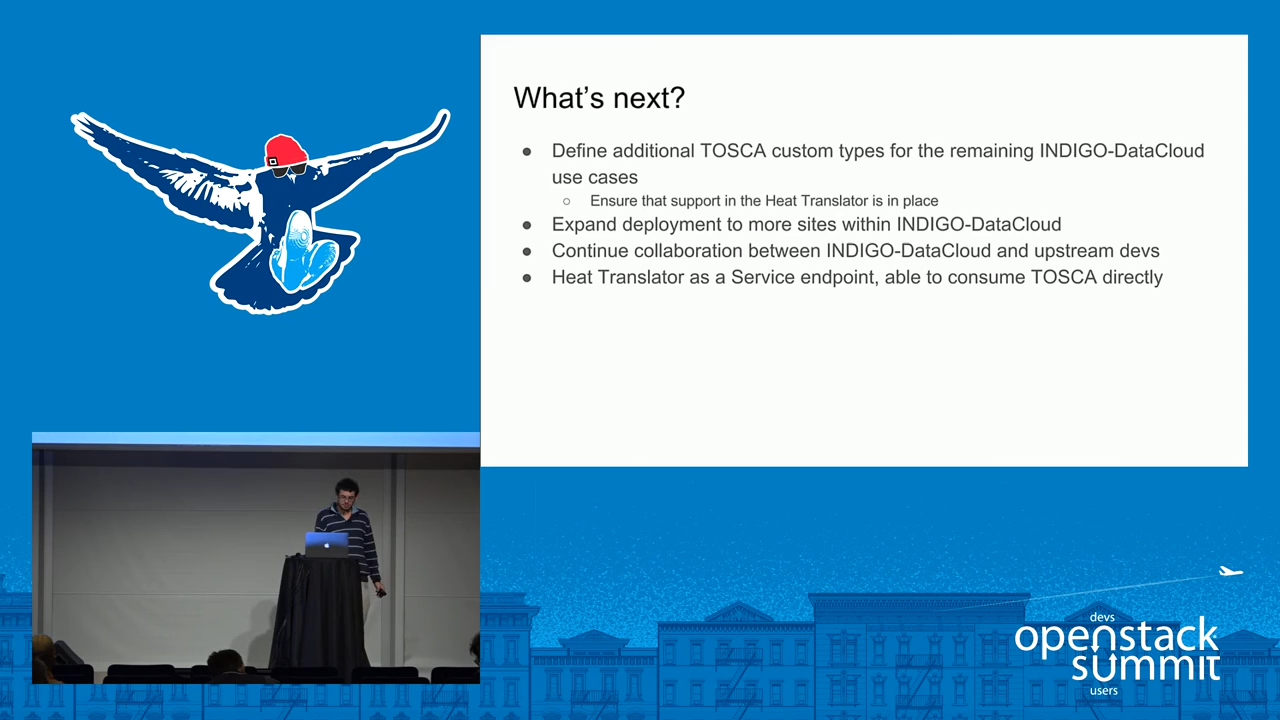 What's next?
● Define additional TOSCA custom types for the remaining INDIGO-DataCloud
use cases
○ Ensure that support in the Heat Translator is in place
● Expand deployment to more sites within INDIGO-DataCloud
● Continue collaboration between INDIGO-DataCloud and upstream devs
● Heat Translator as a Service endpoint, able to consume TOSCA directly
devs
openstack
summit
users